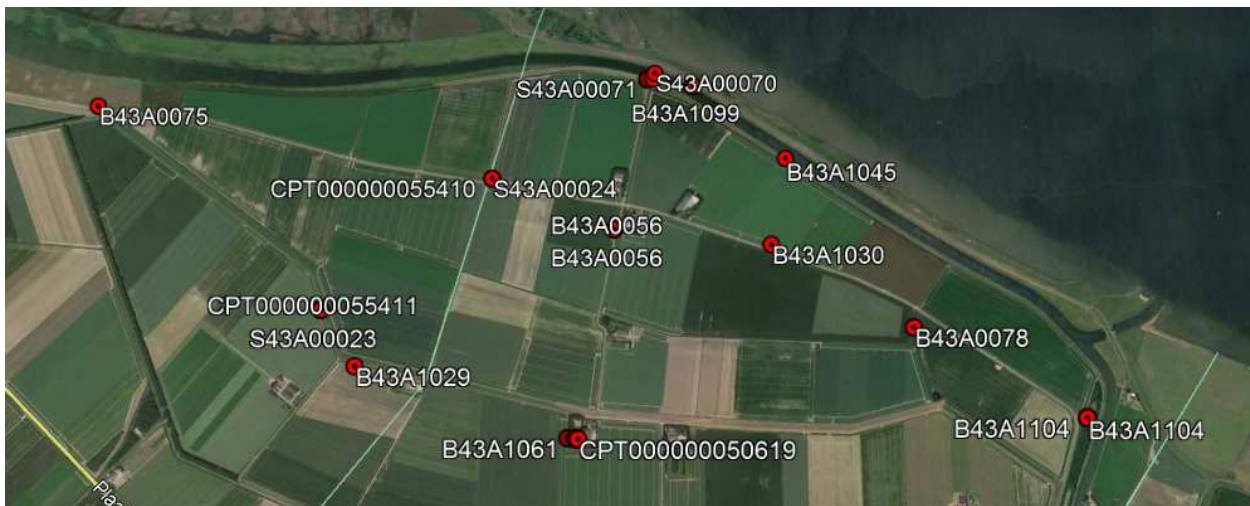 S43A00071 S43A00070
B43A0075
B43A1099
B43A1045
CPT000000055410 S43A00024
B43A0056
B43A1030
B43A0056
CPT000000055411
S43A00023
B43A0078
B43A1029
B43A1104 B43A1104
B43A1061 CPT000000050619